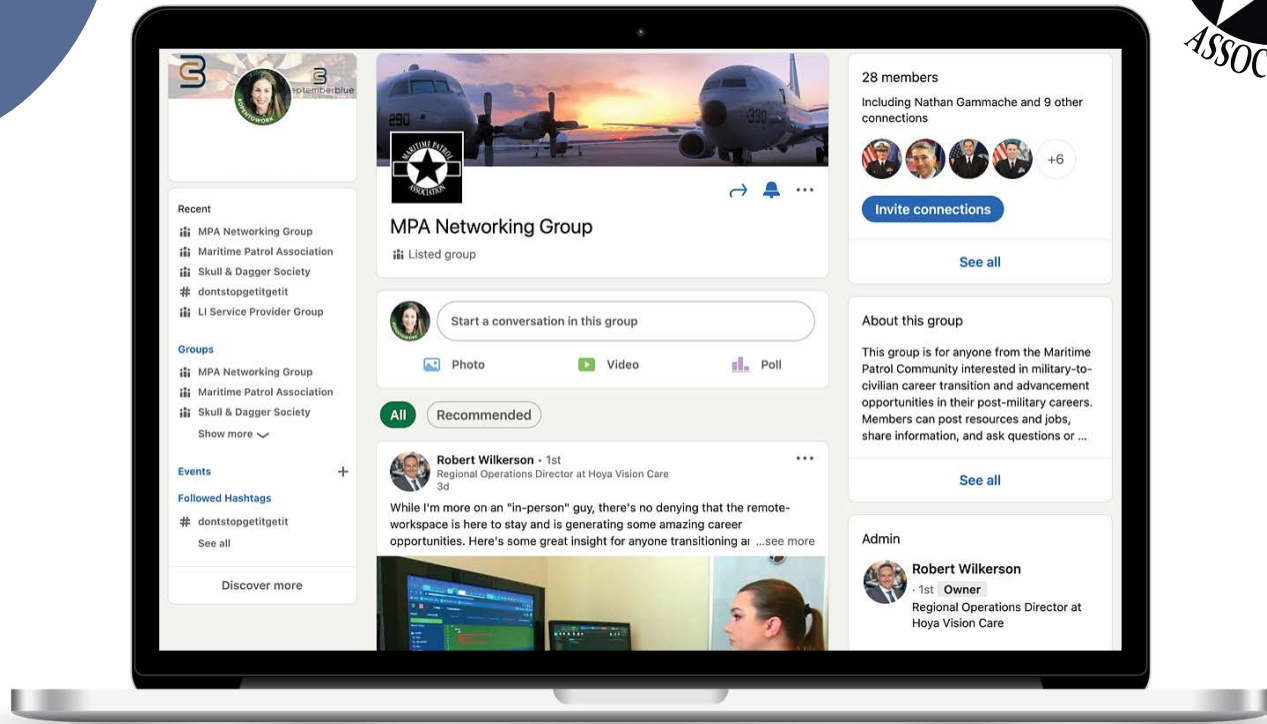 ASSOC
3
eptemberblue
#OPENTOWORK
Recent
MPA Networking Group
Maritime Patrol Association
Skull & Dagger Society
# dontstopgetitgetit
LI Service Provider Group
Groups
MPA Networking Group
Maritime Patrol Association
Skull & Dagger Society
Show more
Events +
Followed Hashtags
# dontstopgetitgetit
See all
Discover more
290
330
MARITIME PATROL
ASSOCIATION
MPA Networking Group
Listed group
Start a conversation in this group
Photo Video Poll
All Recommended
Robert Wilkerson · 1st
Regional Operations Director at Hoya Vision Care
3d
While I'm more on an "in-person" guy, there's no denying that the remote-
workspace is here to stay and is generating some amazing career
opportunities. Here's some great insight for anyone transitioning ...see more
28 members
Including Nathan Gammache and 9 other
connections
+6
Invite connections
See all
About this group
This group is for anyone from the Maritime
Patrol Community interested in military-to-
civilian career transition and advancement
opportunities in their post-military careers.
Members can post resources and jobs,
share information, and ask questions or ...
See all
Admin
Robert Wilkerson
· 1st Owner
Regional Operations Director at
Hoya Vision Care